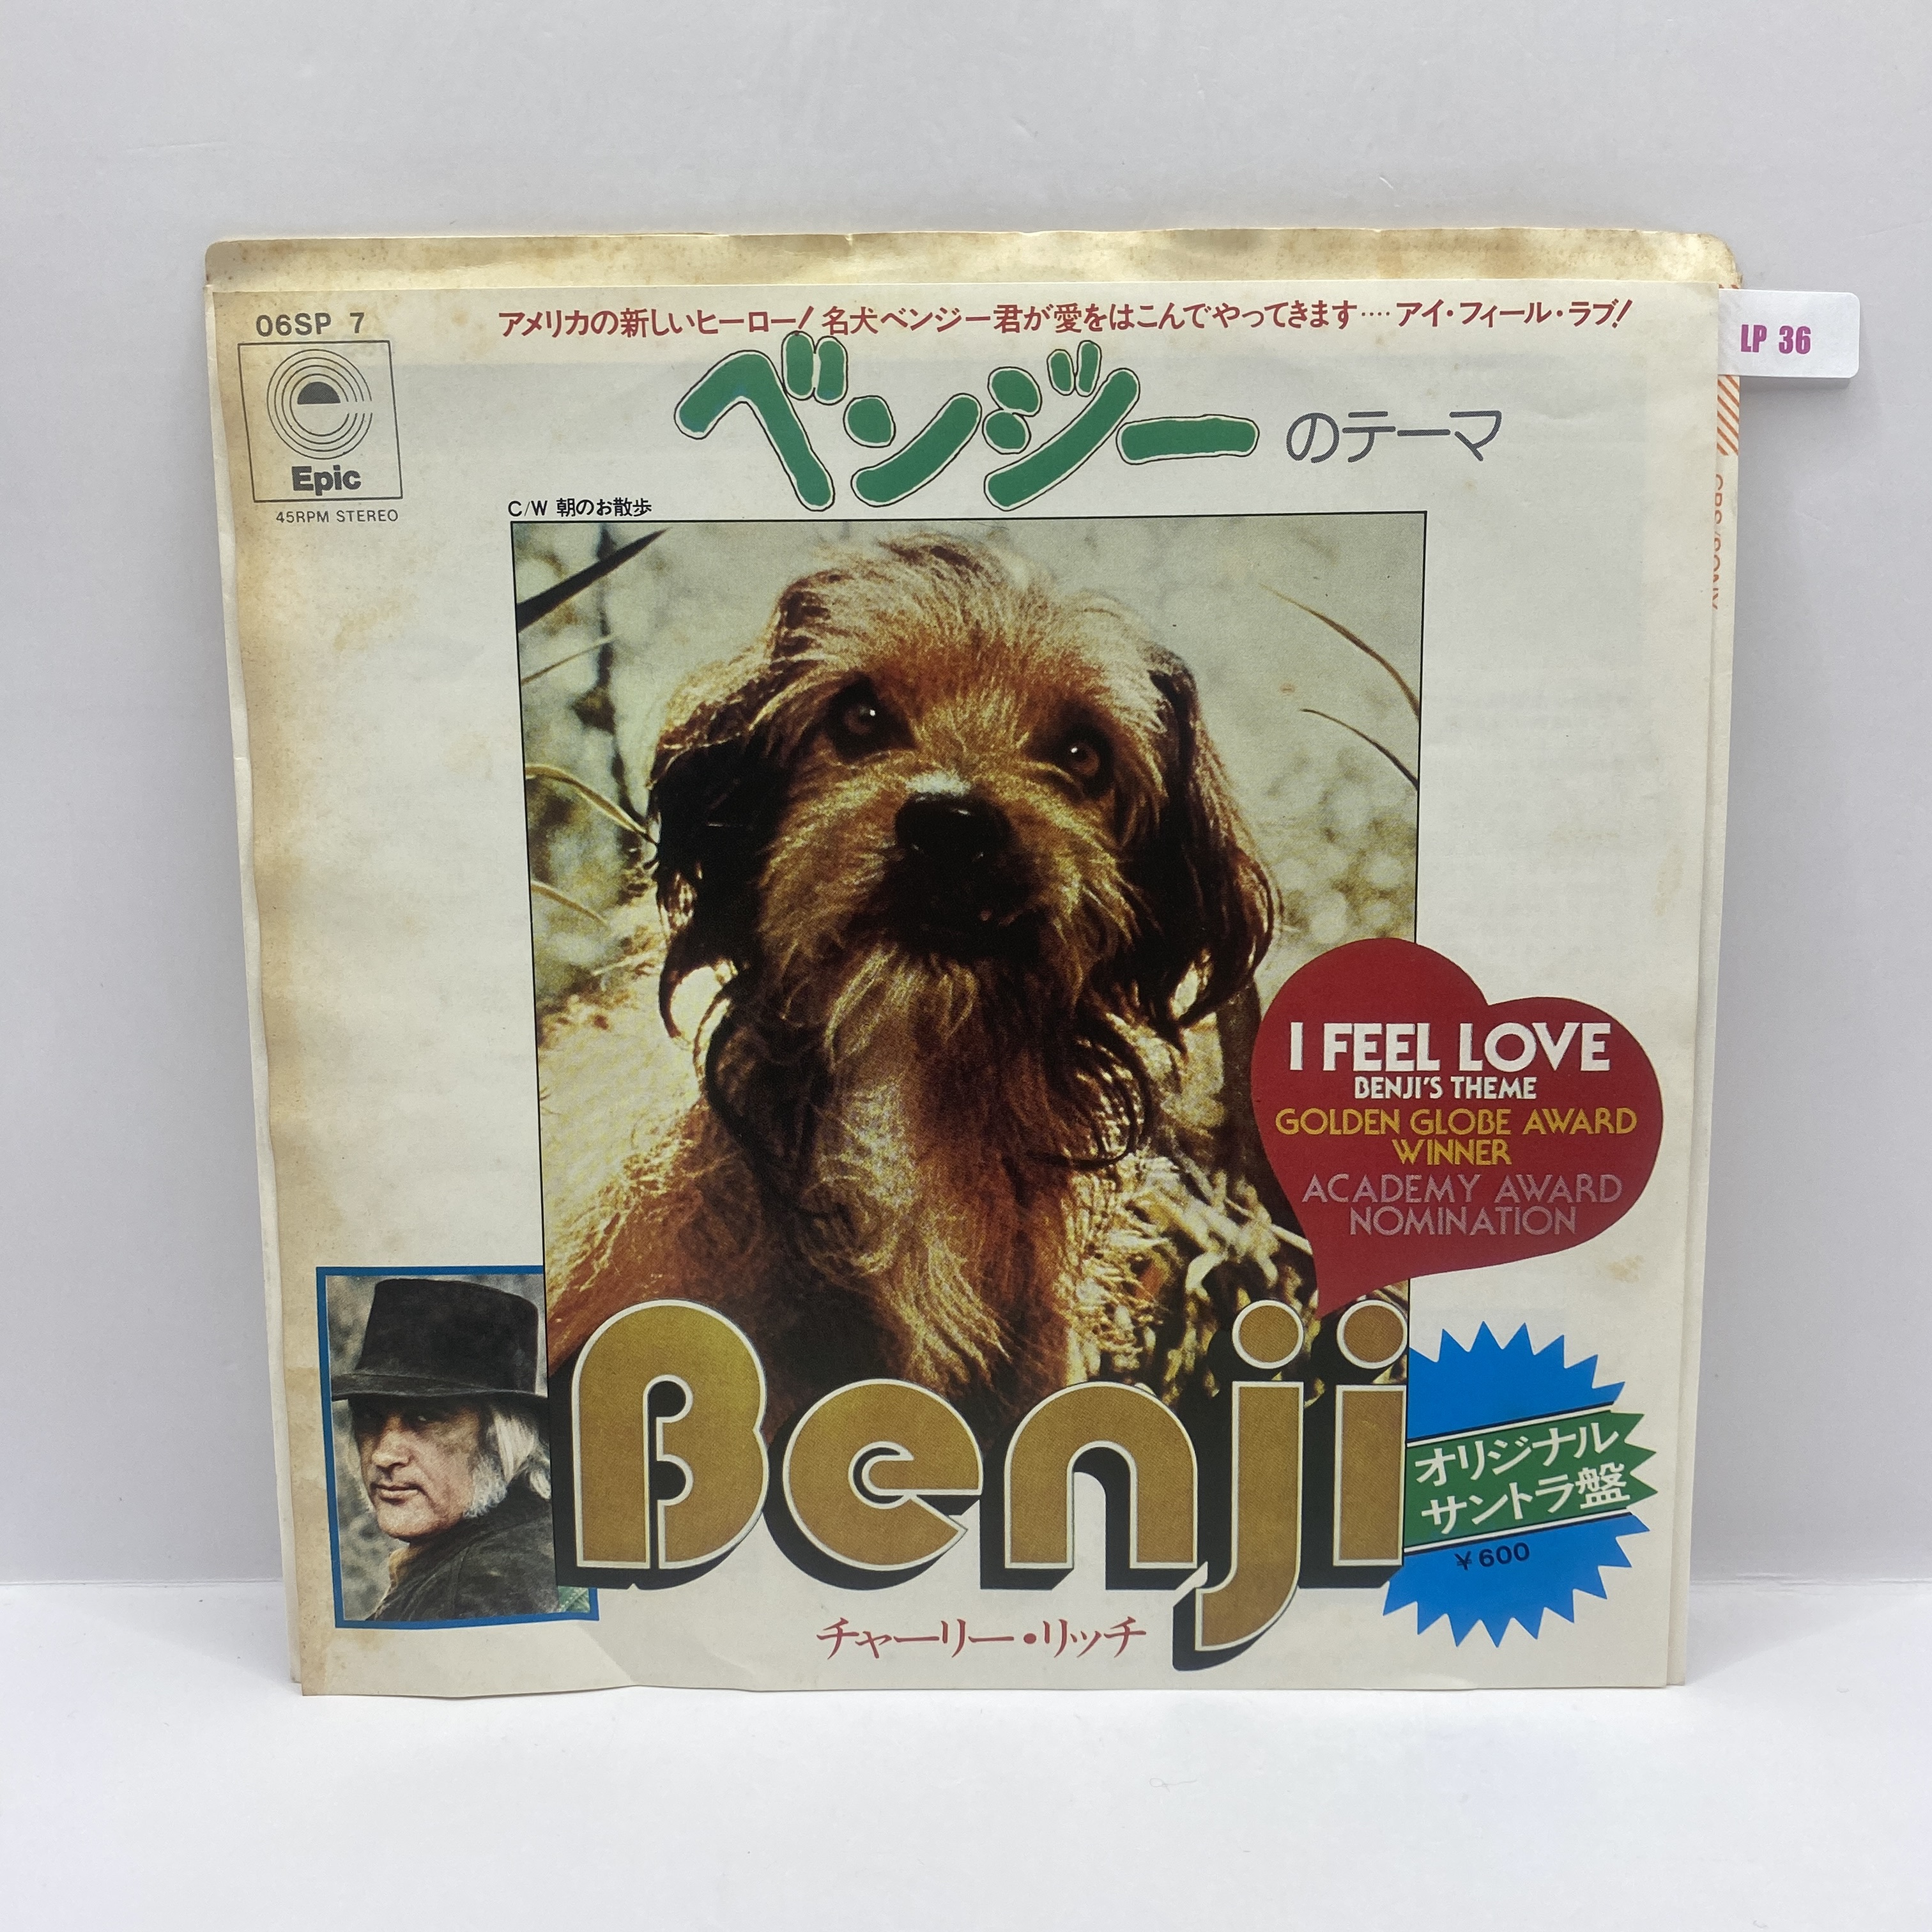 06SP 7
アメリカの新しいヒーロー!名犬ベンジー君が愛をはこんでやってきます‥‥アイ・フィール・ラブ!
LP 36
ベンジーのテーマ
e
Epic
45RPM STEREO
C/W 朝のお散歩
CBS/SONY
I FEEL LOVE
BENJI'S THEME
GOLDEN GLOBE AWARD
WINNER
ACADEMY AWARD
NOMINATION
Benji
オリジナル
サントラ盤
¥600
チャーリー・リッチ